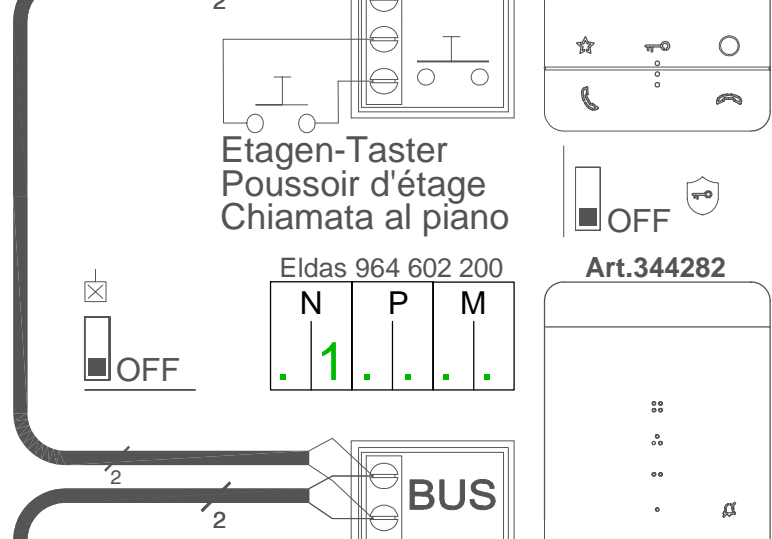 2
Etagen-Taster
Poussoir d'étage
Chiamata al piano
OFF
Eldas 964 602 200
Art.344282
N P M
. 1 . . . .
OFF
2
2
BUS